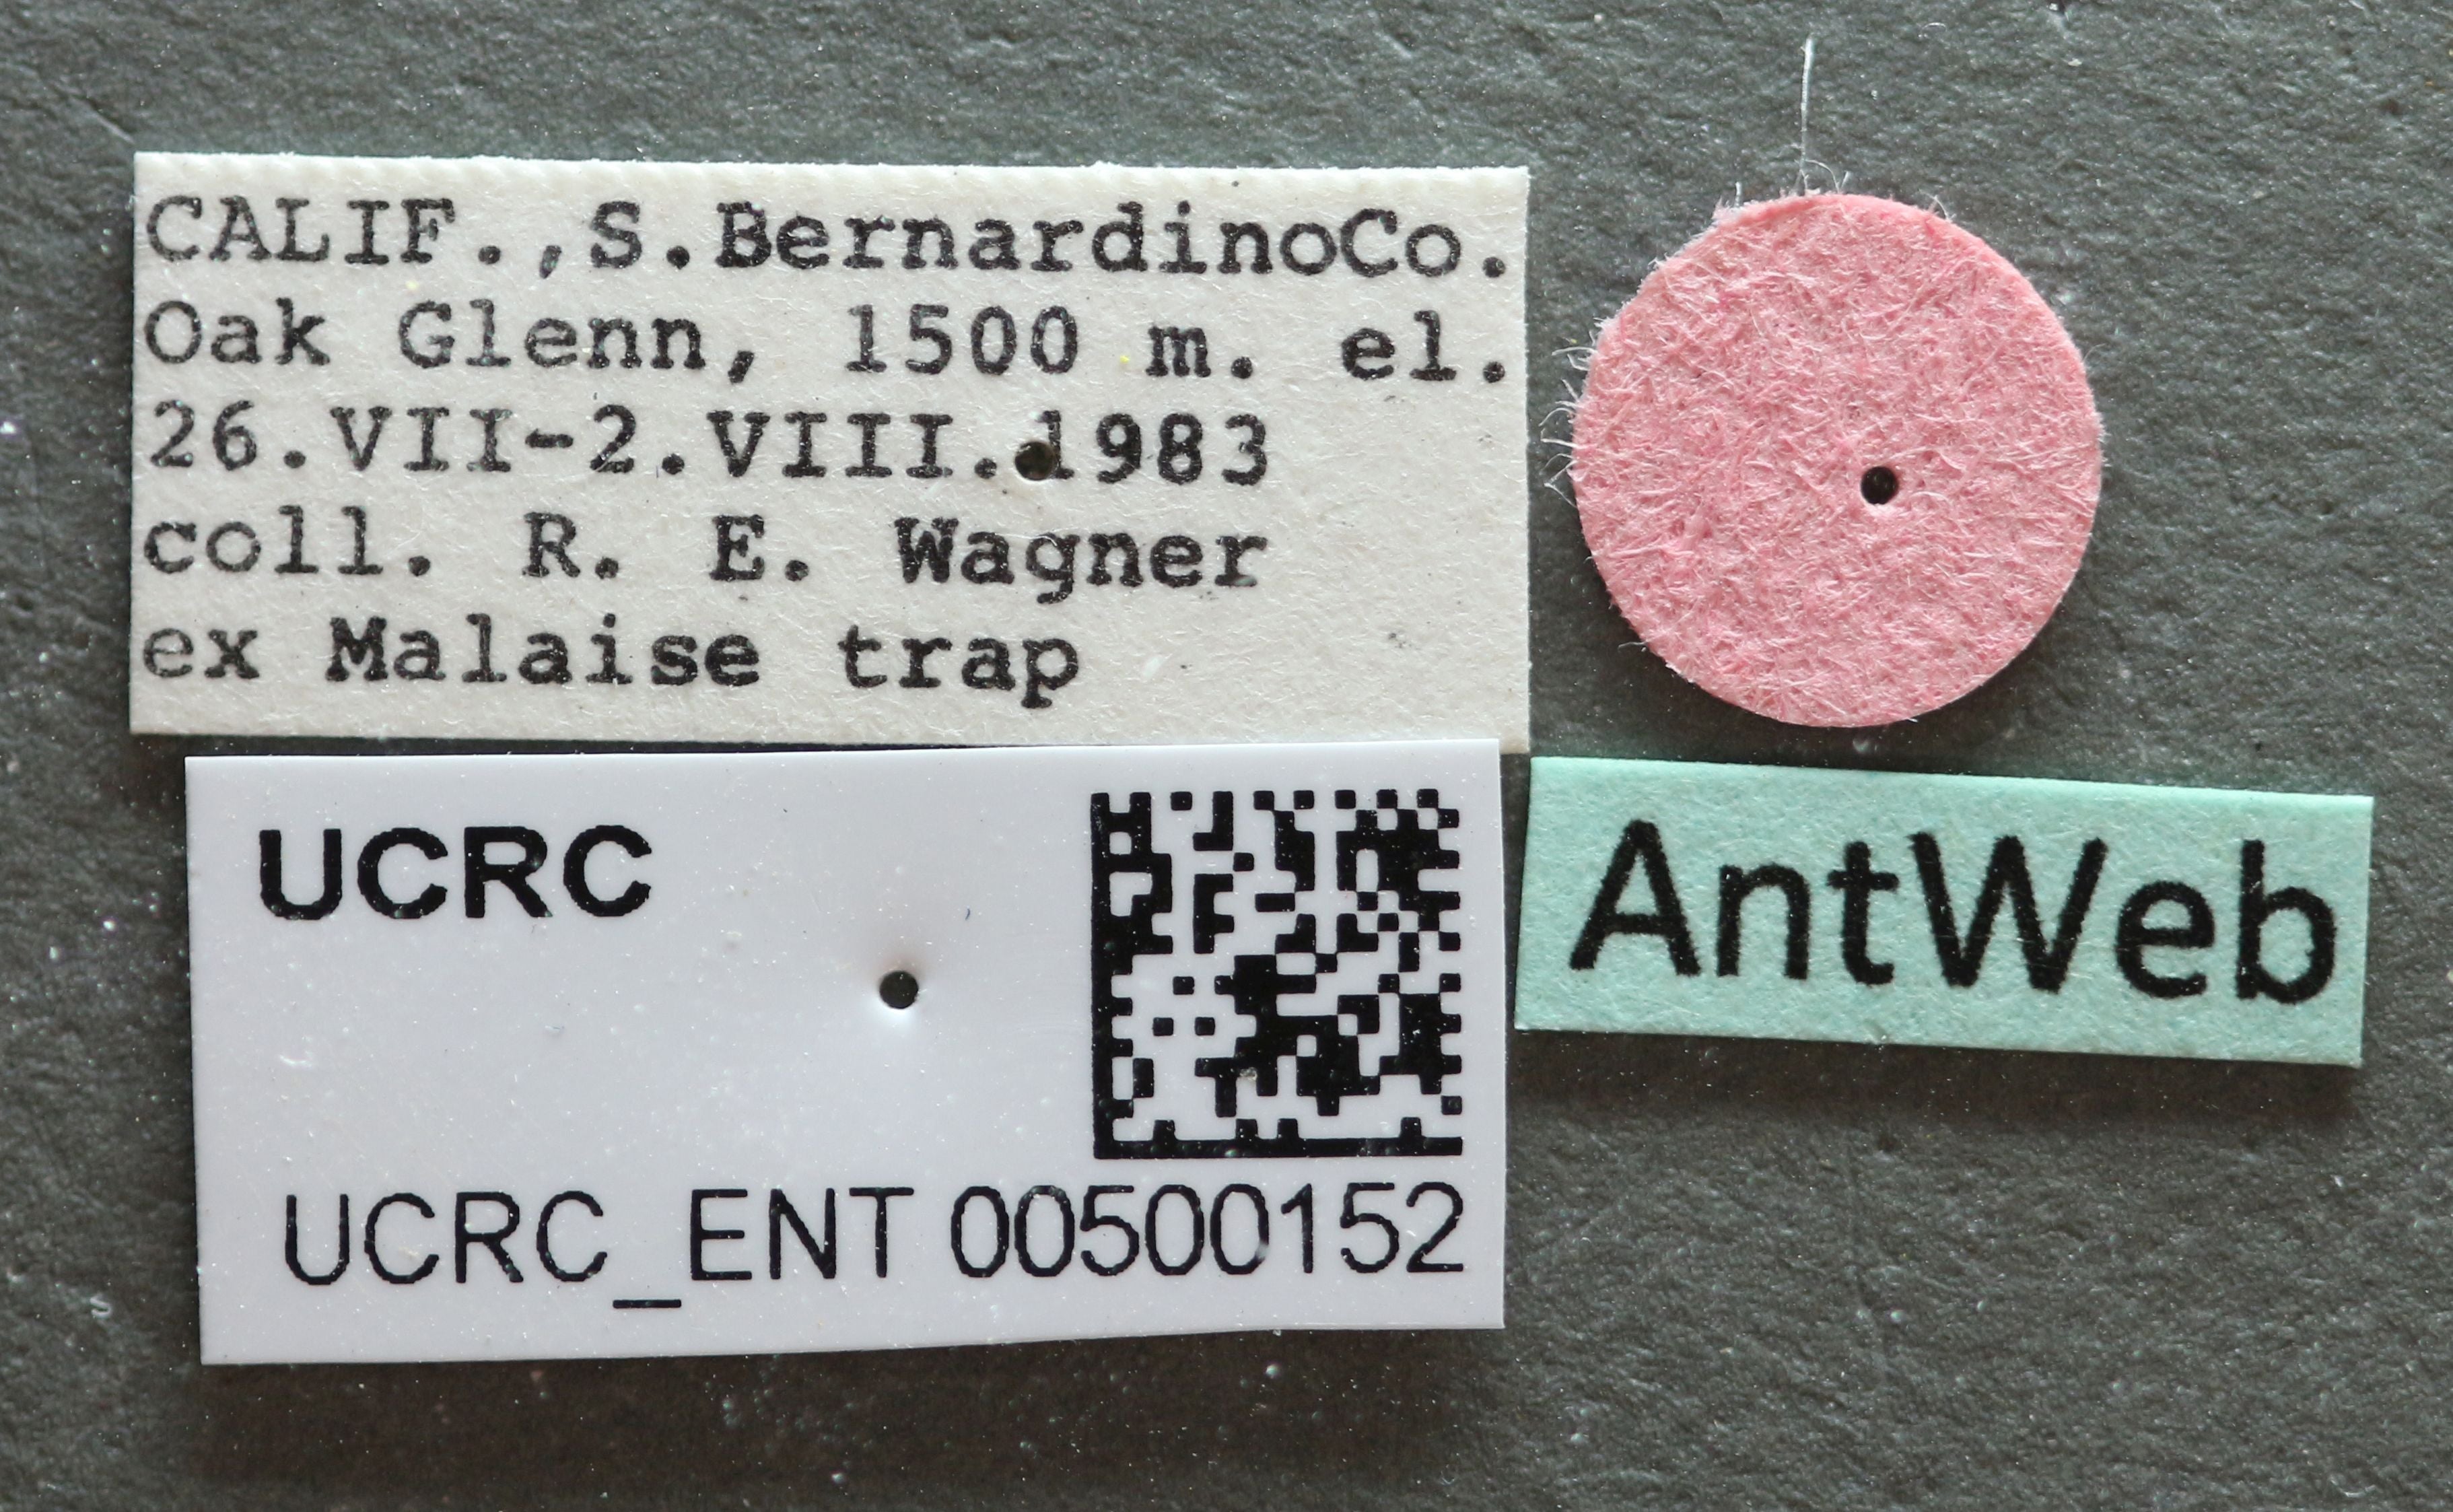 CALIF.,S.BernardinoCo.
Oak Glenn, 1500 m. el.
26.VII-2.VIII.1983
coll. R. E. Wagner
ex Malaise trap
UCRC
UCRC_ENT 00500152
AntWeb